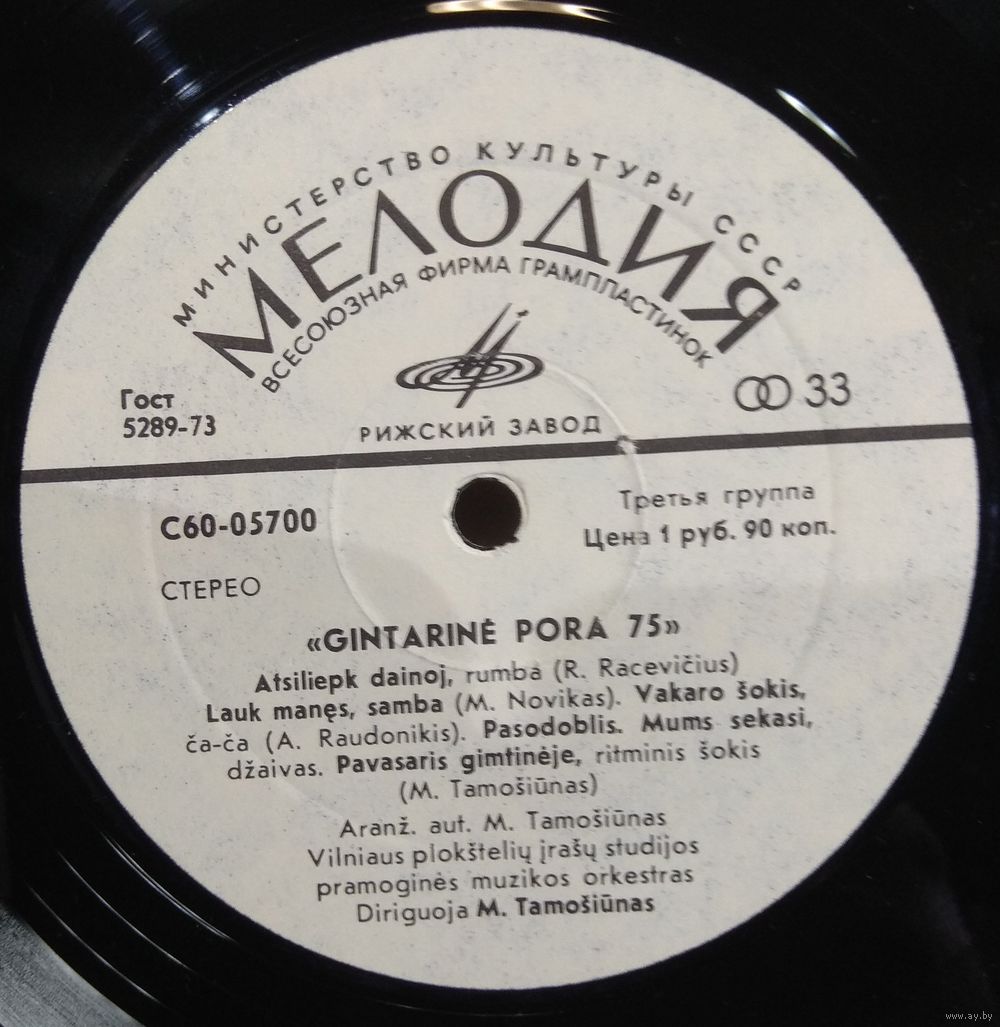 МИНИСТЕРСТВО КУЛЬТУРЫ СССР
МЕЛОДИЯ
ВСЕСОЮЗНАЯ ФИРМА ГРАМПЛАСТИНОК
Гост
5289-73
33
РИЖСКИЙ ЗАВОД
С60-05700
Третья группа
Цена 1 руб. 90 коп.
СТЕРЕО
«GINTARINĖ PORA 75»
Atsiliepk dainoj, rumba (R. Racevičius)
Lauk manęs, samba (M. Novikas). Vakaro šokis,
ča-ča (A. Raudonikis). Pasodoblis. Mums sekasi,
džaivas. Pavasaris gimtinėje, ritminis šokis
(M. Tamošiūnas)
Aranž. aut. M. Tamošiūnas
Vilniaus plokštelių įrašų studijos
pramoginės muzikos orkestras
Diriguoja M. Tamošiūnas
www.ay.by